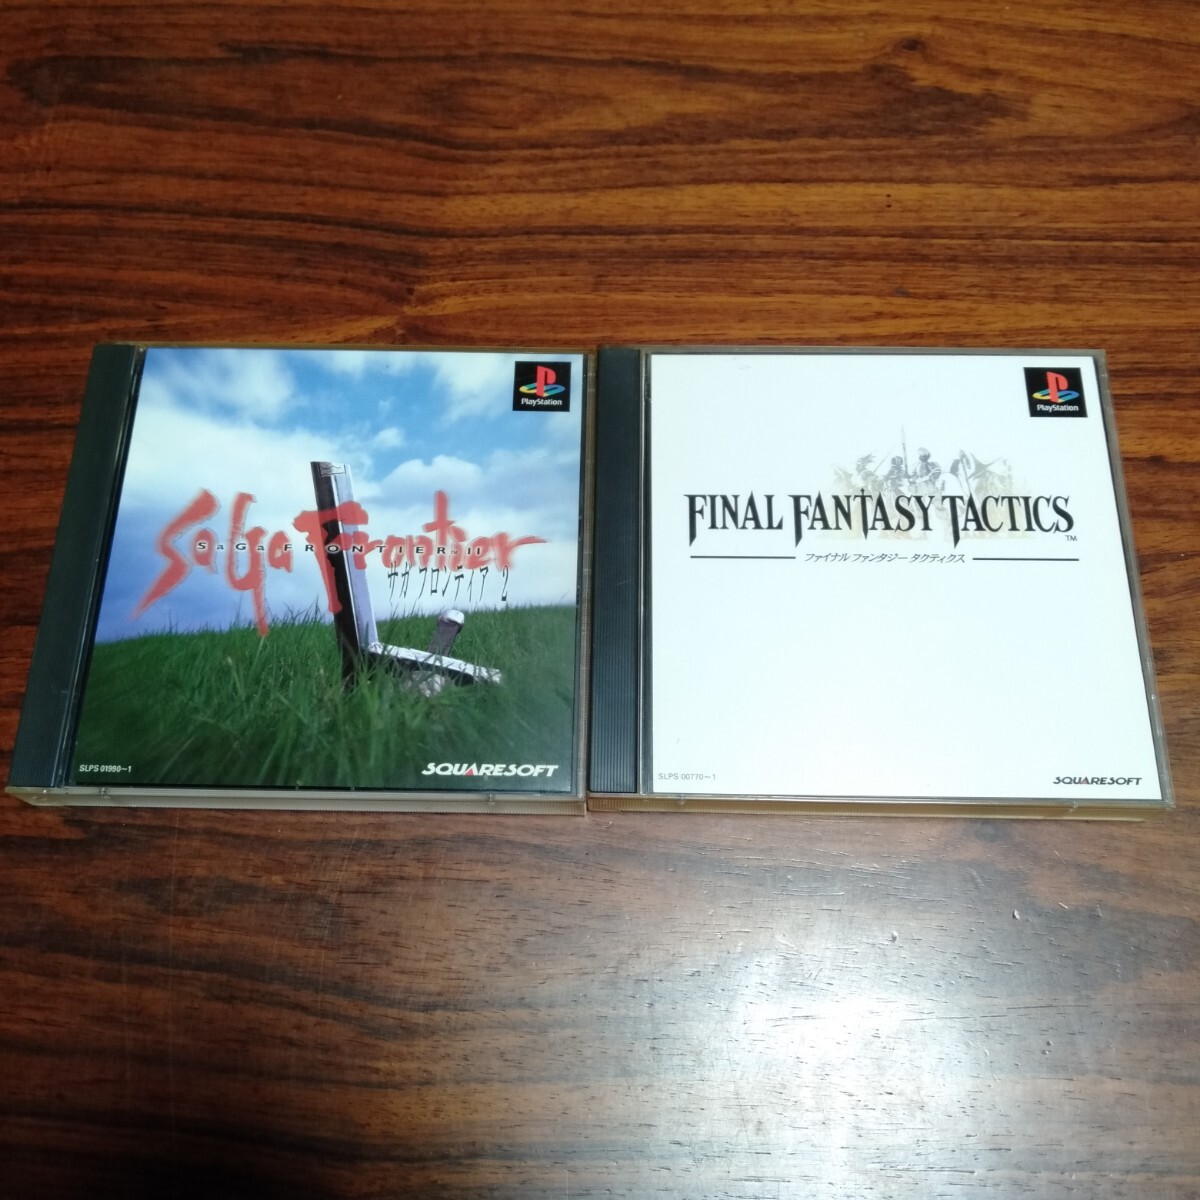 PlayStation
SaGa Frontier
SaGa FRONTIER II
サガ フロンティア 2
SLPS 01990~1
SQUARESOFT
PlayStation
FINAL FANTASY TACTICS
TM
ファイナルファンタジー タクティクス
SLPS 00770~1
SQUARESOFT